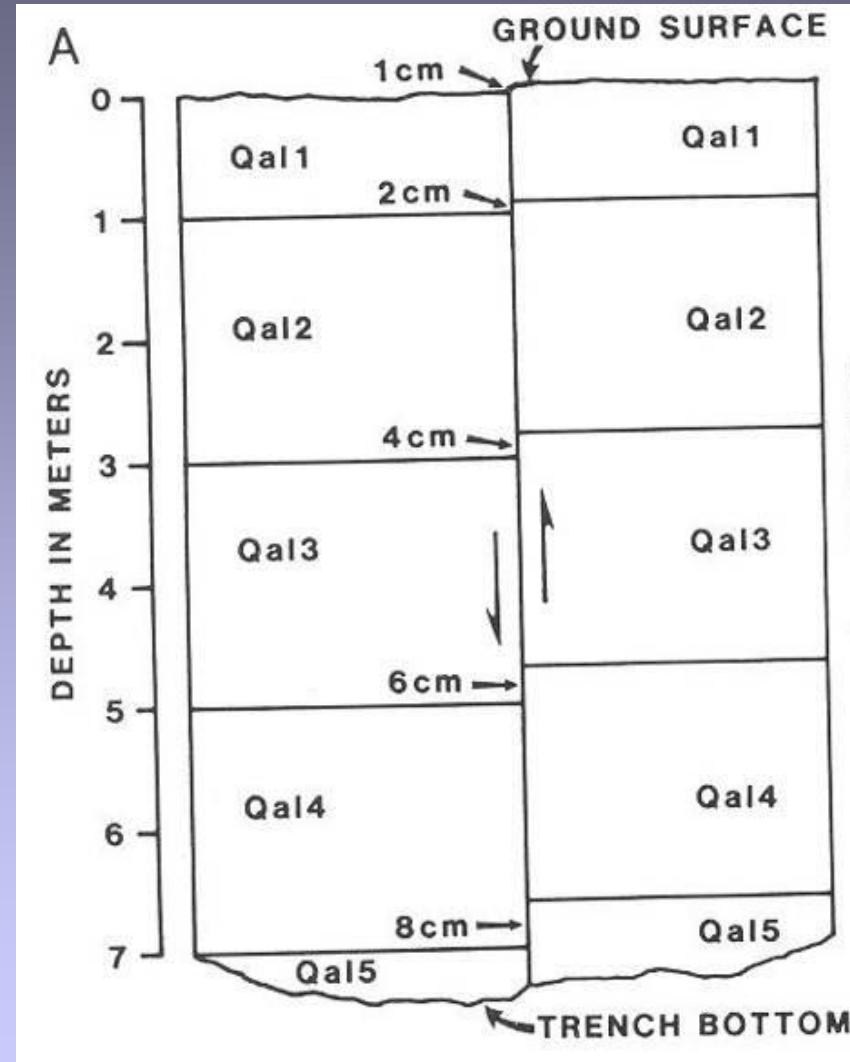 A
GROUND SURFACE
1cm
0
Qal1
Qal1
2cm
1
Qal2
Qal2
2
4cm
3
DEPTH IN METERS
Qal3
Qal3
4
6cm
5
Qal4
Qal4
6
8cm
Qal5
7
Qal5
TRENCH BOTTOM